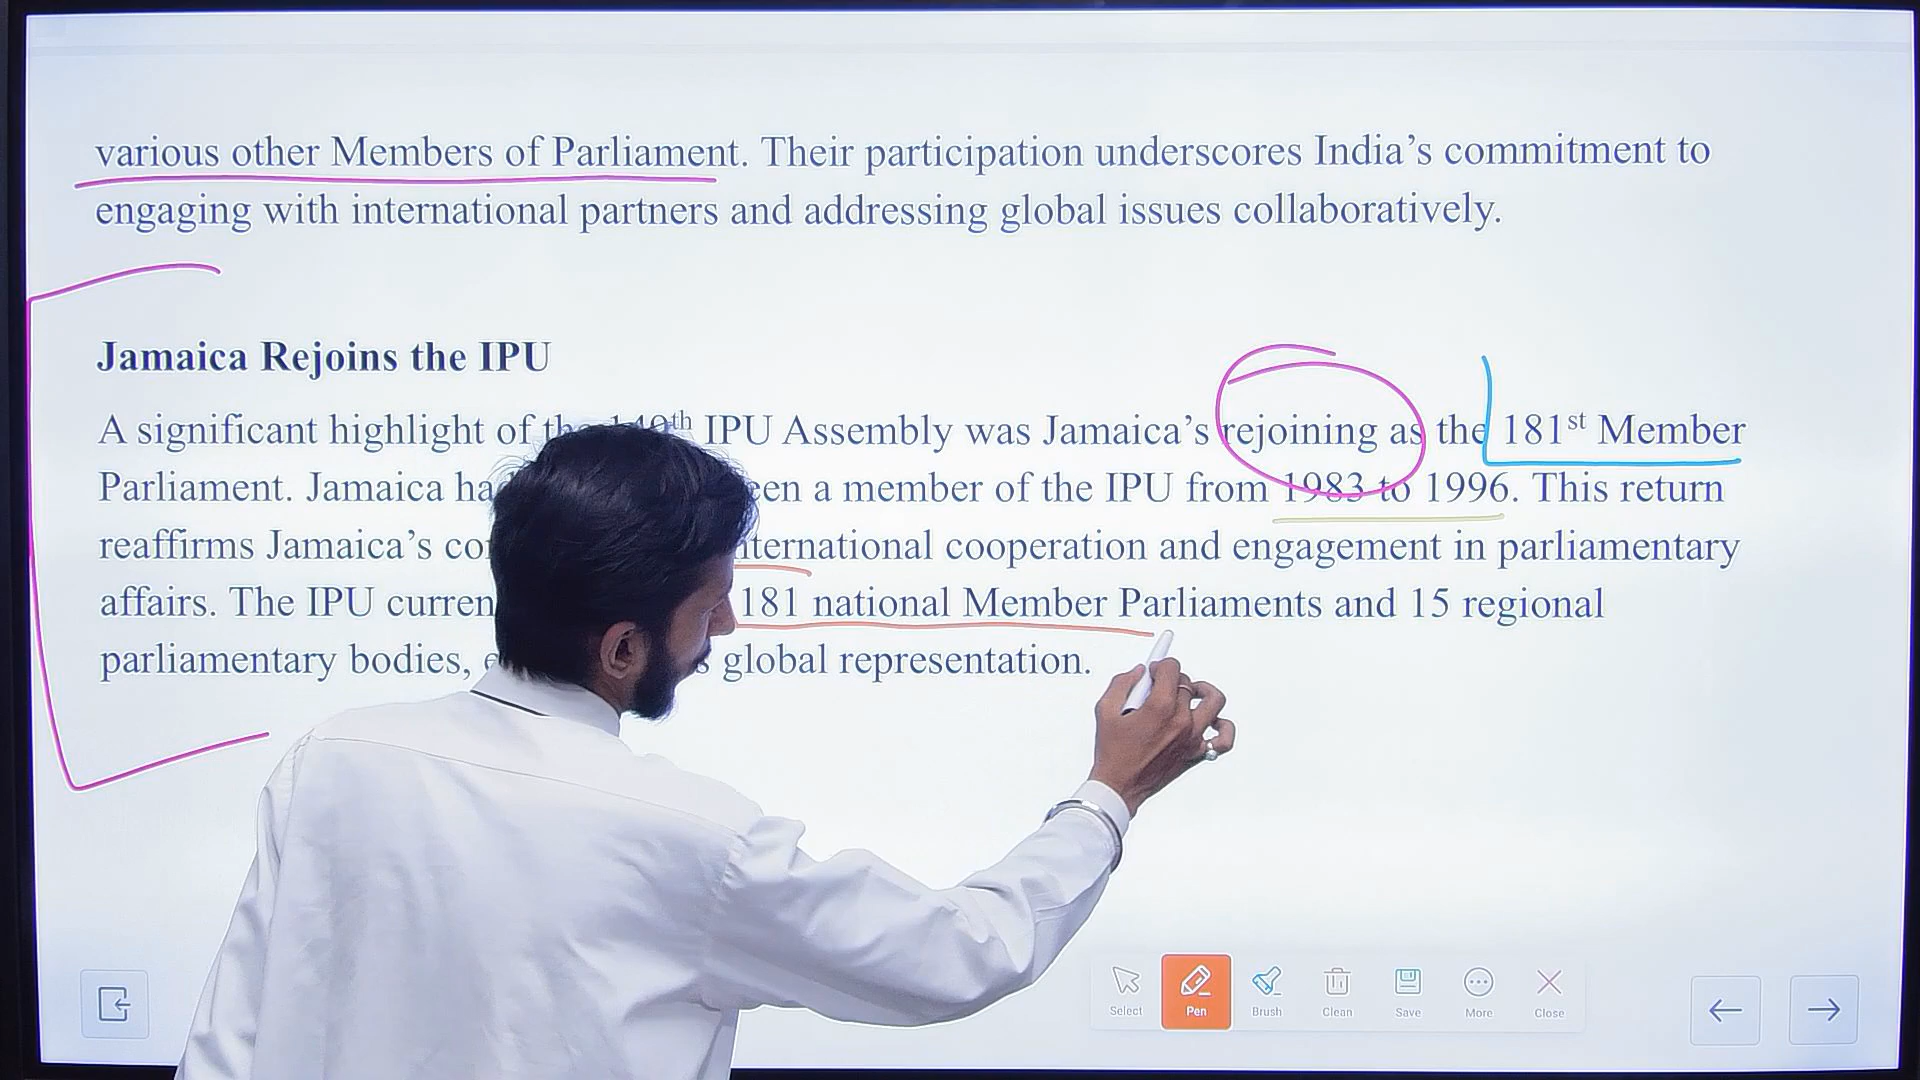 various other Members of Parliament. Their participation underscores India’s commitment to
engaging with international partners and addressing global issues collaboratively.
Jamaica Rejoins the IPU
A significant highlight of the 149th IPU Assembly was Jamaica’s rejoining as the 181st Member
Parliament. Jamaica had a member of the IPU from 1983 to 1996. This return
reaffirms Jamaica’s international cooperation and engagement in parliamentary
affairs. The IPU 181 national Member Parliaments and 15 regional
parliamentary bodies, global representation.
Select Pen Brush Clean Save More Close